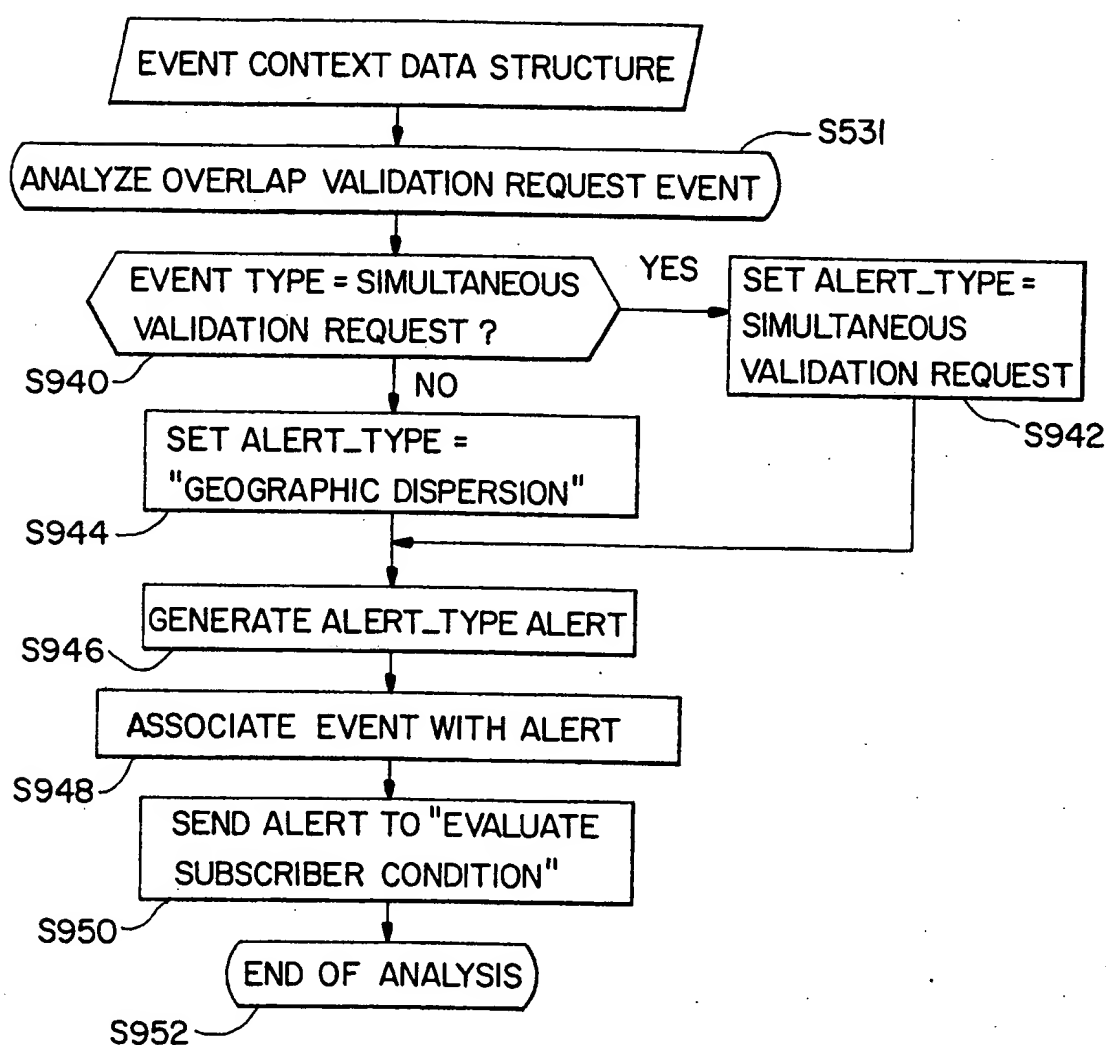 EVENT CONTEXT DATA STRUCTURE
S531
ANALYZE OVERLAP VALIDATION REQUEST EVENT
EVENT TYPE = SIMULTANEOUS
VALIDATION REQUEST ?
YES
SET ALERT_TYPE =
SIMULTANEOUS
VALIDATION REQUEST
S940
NO
S942
SET ALERT_TYPE =
"GEOGRAPHIC DISPERSION"
S944
GENERATE ALERT_TYPE ALERT
S946
ASSOCIATE EVENT WITH ALERT
S948
SEND ALERT TO "EVALUATE
SUBSCRIBER CONDITION"
S950
END OF ANALYSIS
S952